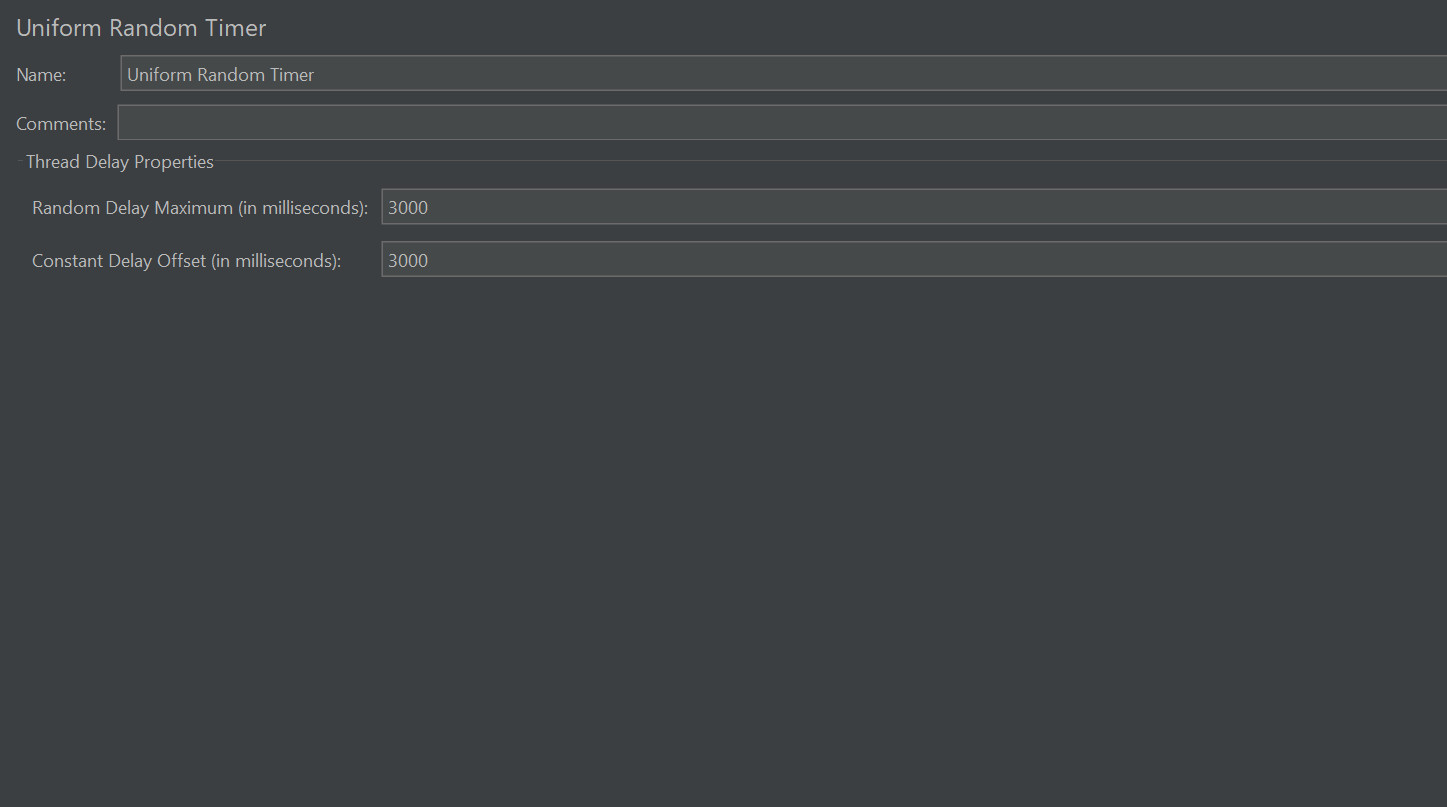 Uniform Random Timer
Name: Uniform Random Timer
Comments:
Thread Delay Properties
Random Delay Maximum (in milliseconds): 3000
Constant Delay Offset (in milliseconds): 3000